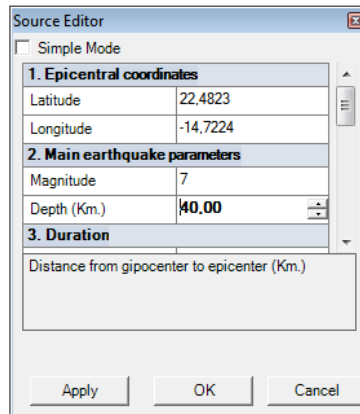 Source Editor
Simple Mode
1. Epicentral coordinates
Latitude 22,4823
Longitude -14,7224
2. Main earthquake parameters
Magnitude 7
Depth (Km.) 40,00
3. Duration
Distance from gipocenter to epicenter (Km.)
Apply OK Cancel